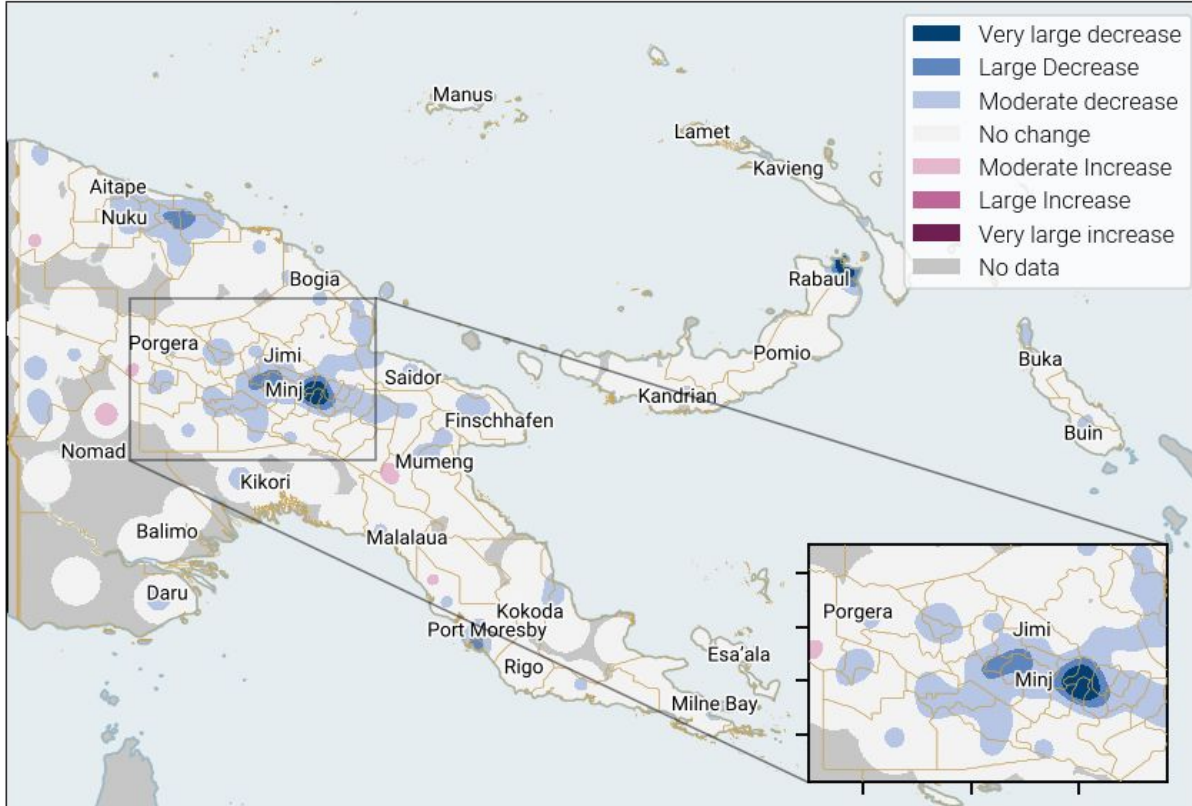 Very large decrease
Large Decrease
Moderate decrease
No change
Moderate Increase
Large Increase
Very large increase
No data
Manus
Lamet
Kavieng
Aitape
Nuku
Bogia
Rabaul
Porgera
Jimi
Minj
Saidor
Finschhafen
Pomio
Kandrian
Buka
Buin
Nomad
Kikori
Mumeng
Balimo
Malalaua
Daru
Kokoda
Port Moresby
Rigo
Esa'ala
Milne Bay
Porgera
Jimi
Minj